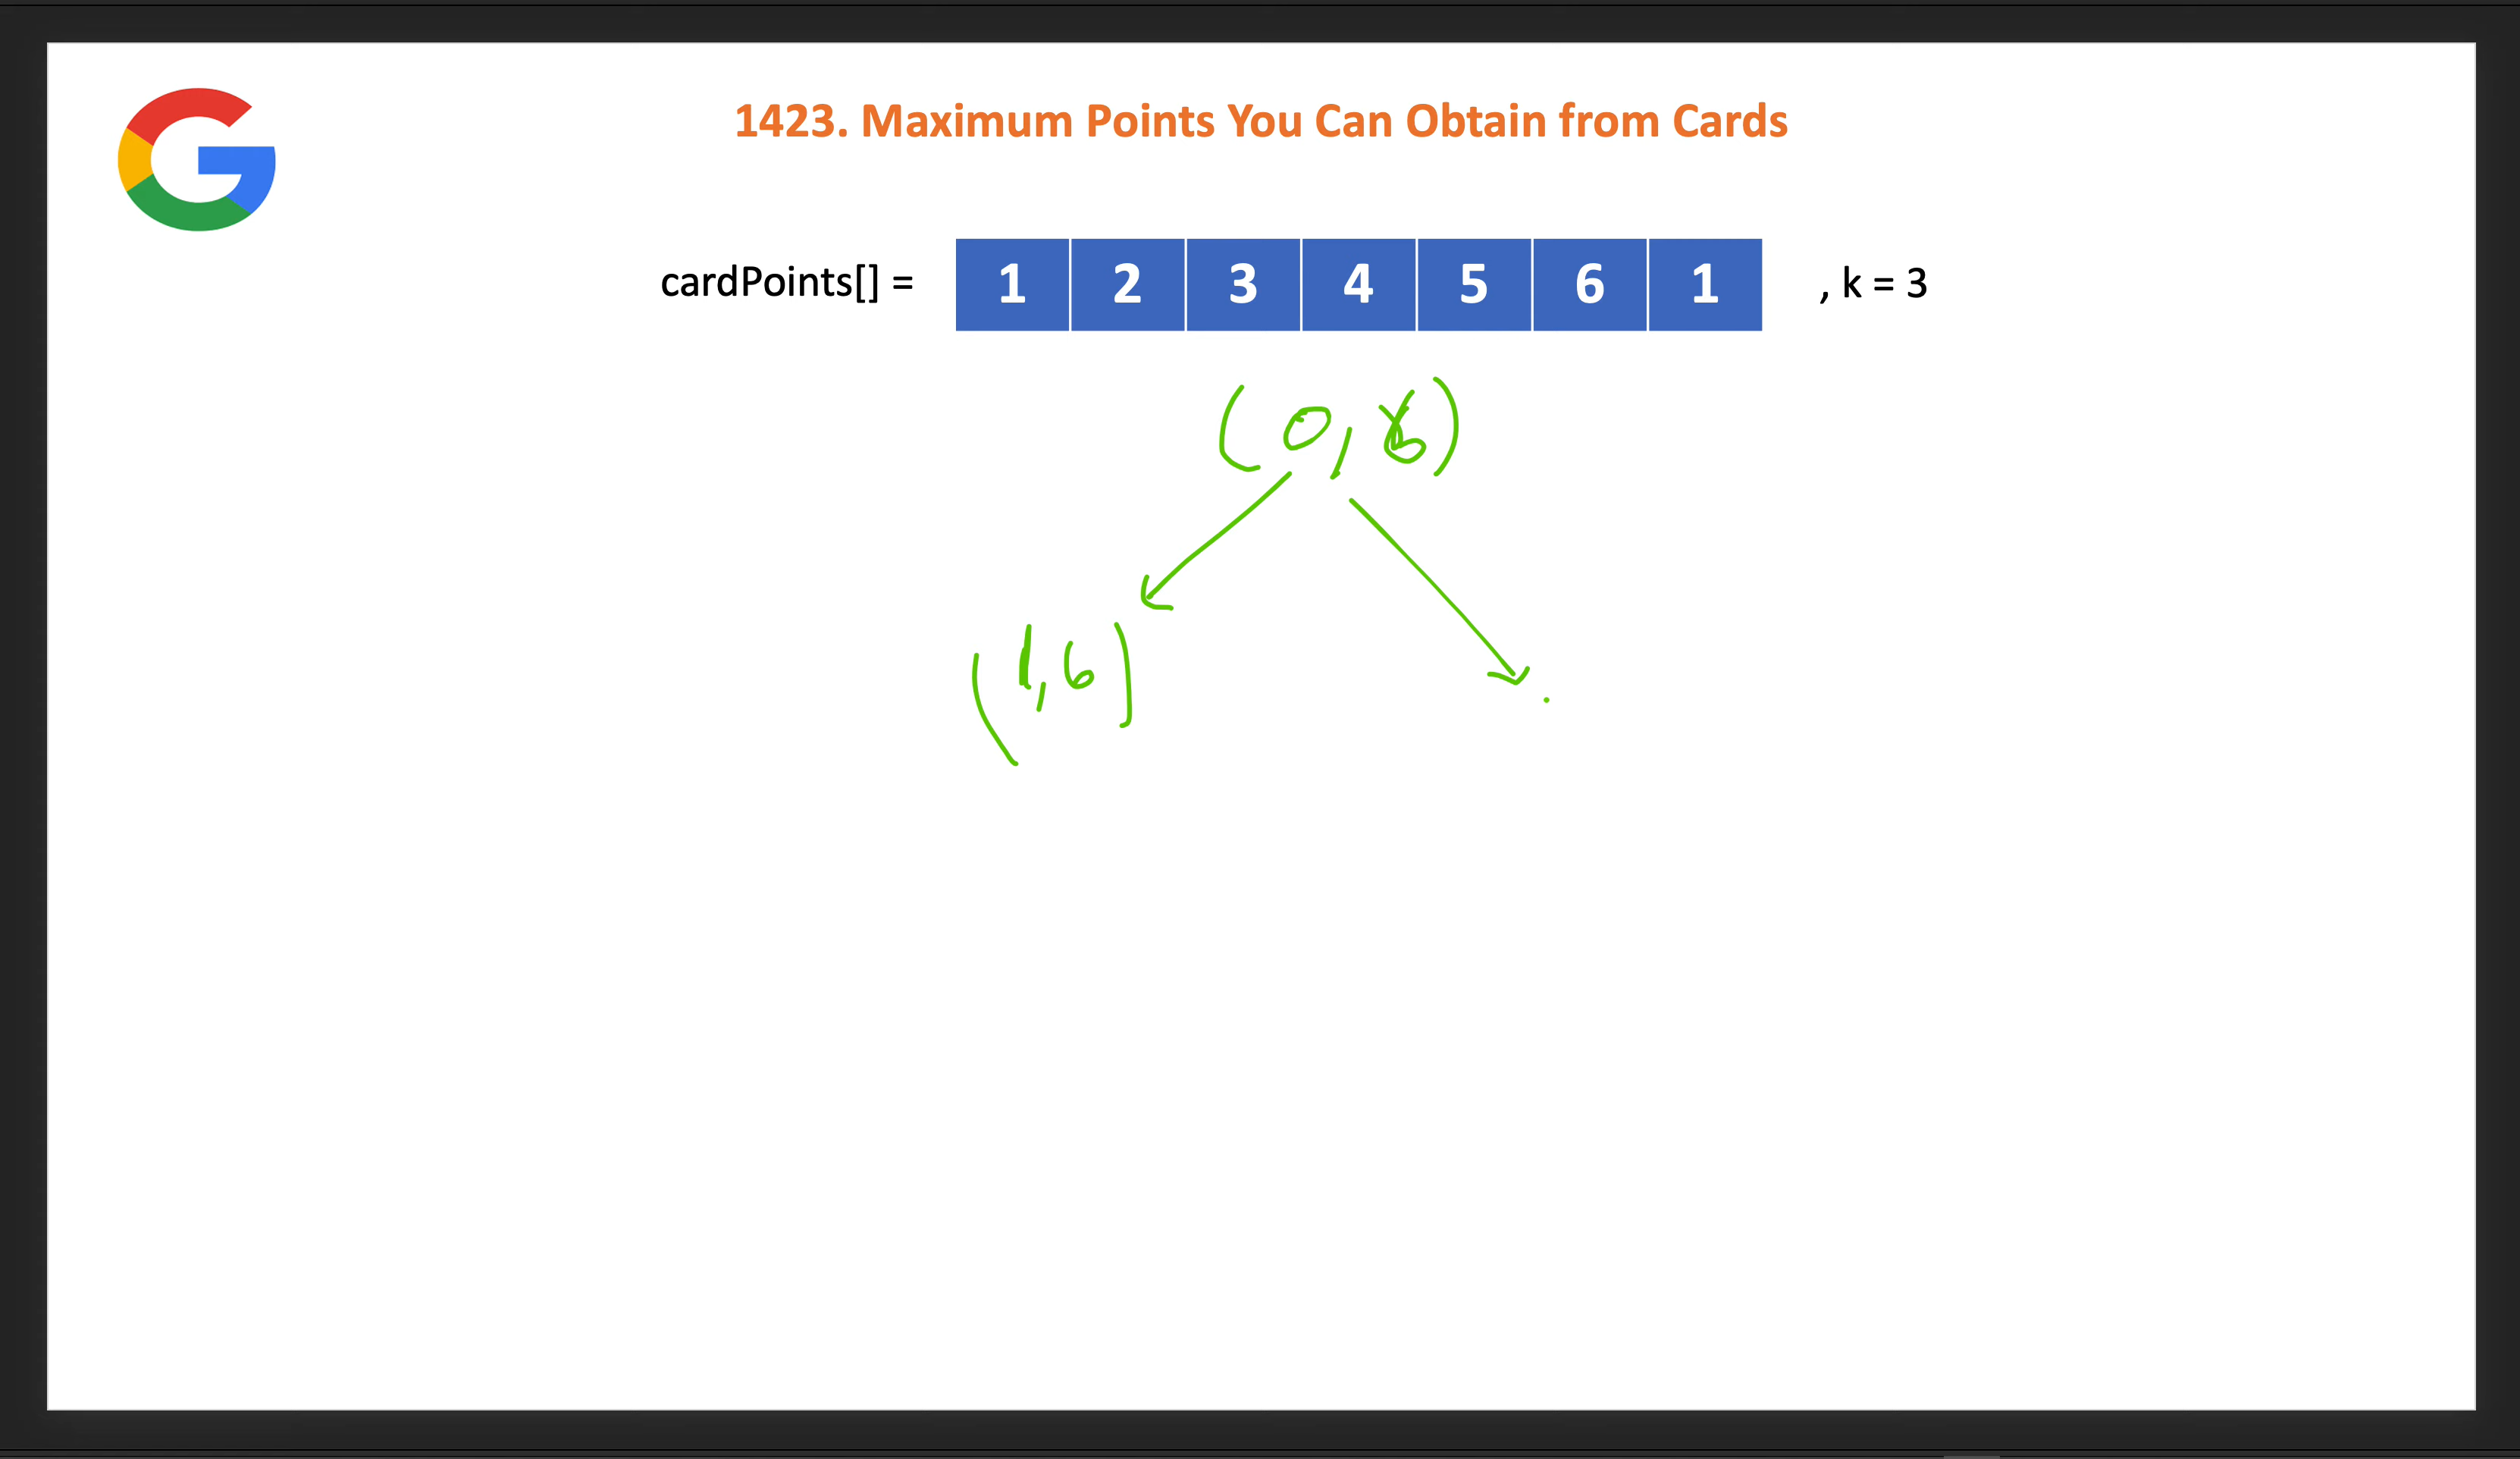 1423. Maximum Points You Can Obtain from Cards
cardPoints[] = 1 2 3 4 5 6 1 , k = 3
(0,6)
(1,6)